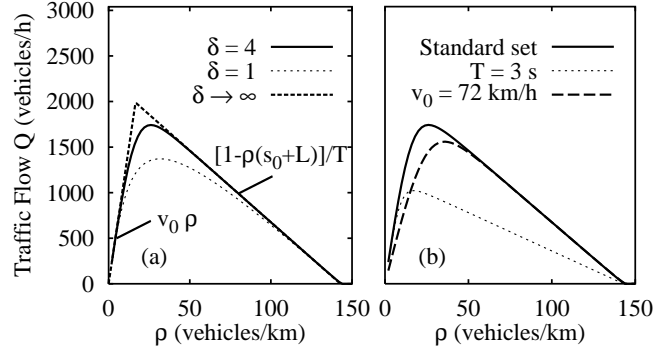 Traffic Flow Q (vehicles/h)
3000
2500
2000
1500
1000
500
0
δ = 4
δ = 1
δ → ∞
[1-ρ(s₀+L)]/T
v₀ ρ
(a)
0 50 100 150
ρ (vehicles/km)
Standard set
T = 3 s
v₀ = 72 km/h
(b)
0 50 100 150
ρ (vehicles/km)